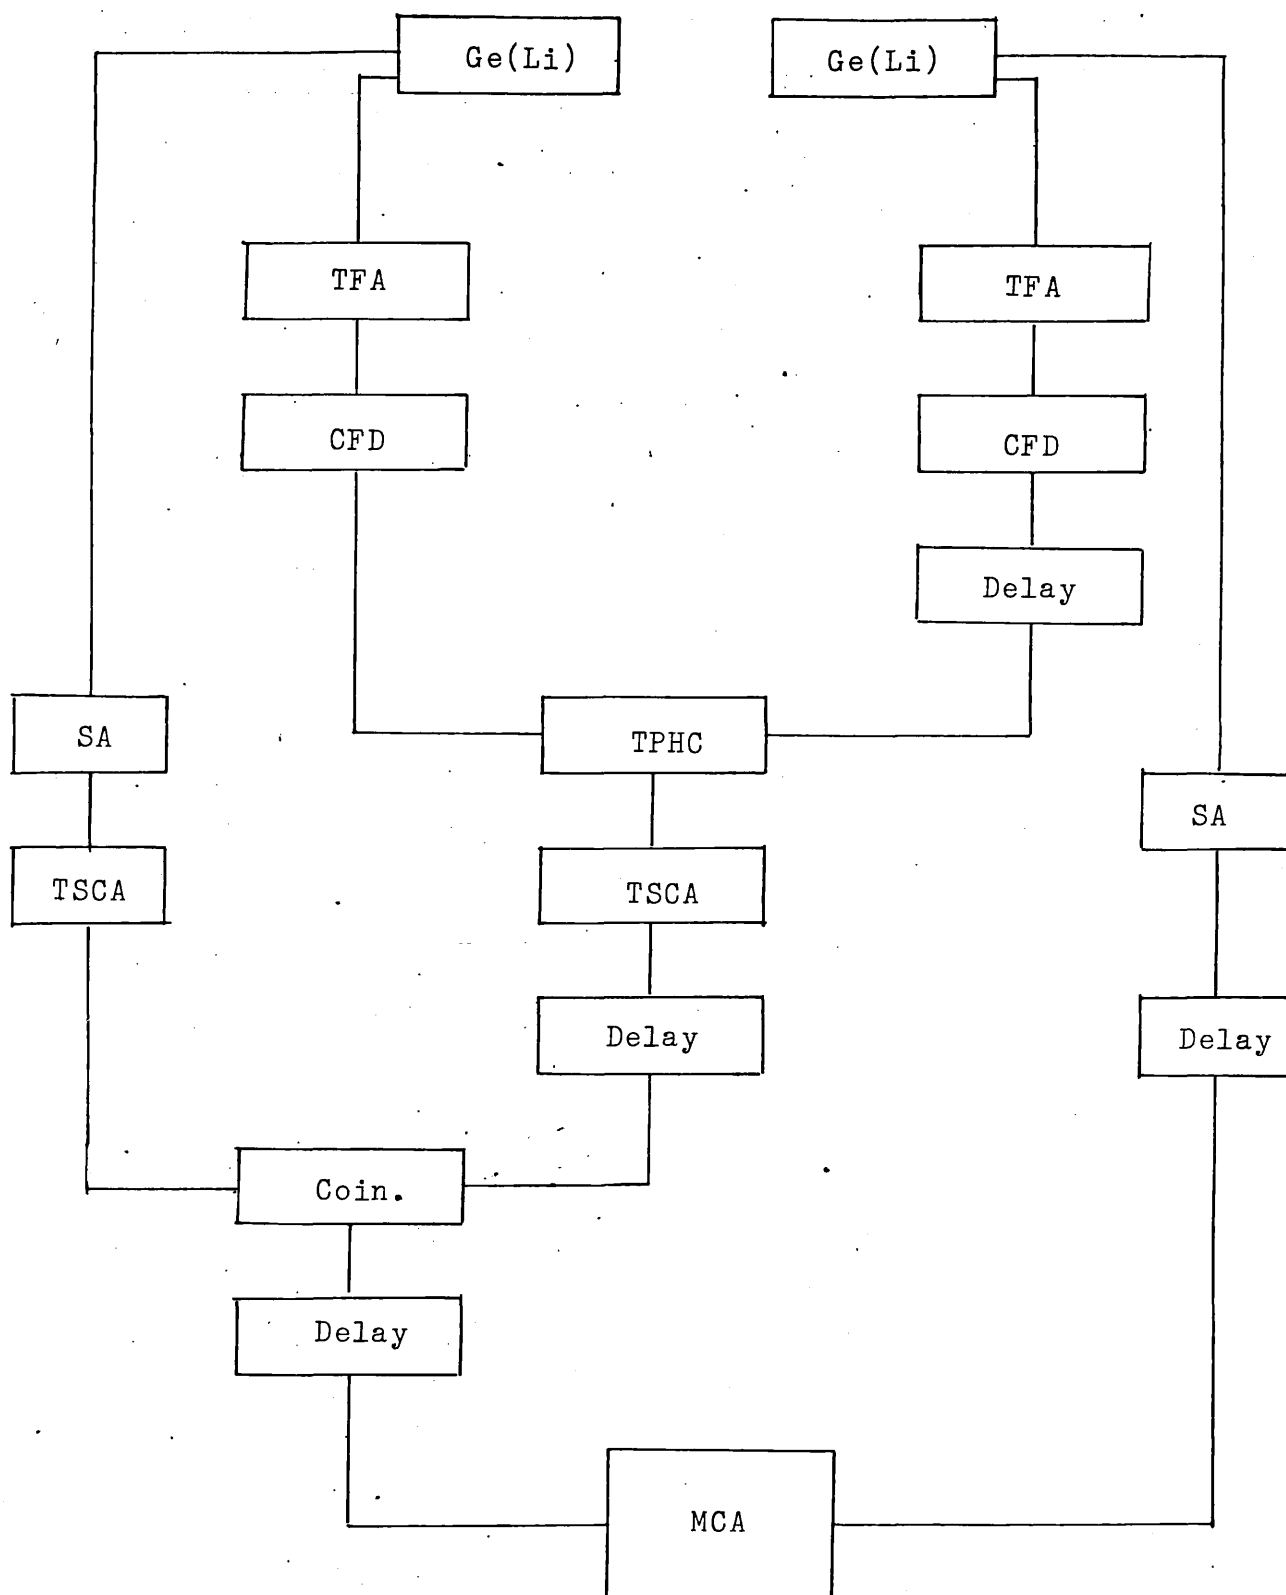 Ge(Li)
Ge(Li)
TFA
TFA
CFD
CFD
Delay
SA
TPHC
SA
TSCA
TSCA
Delay
Delay
Coin.
Delay
MCA